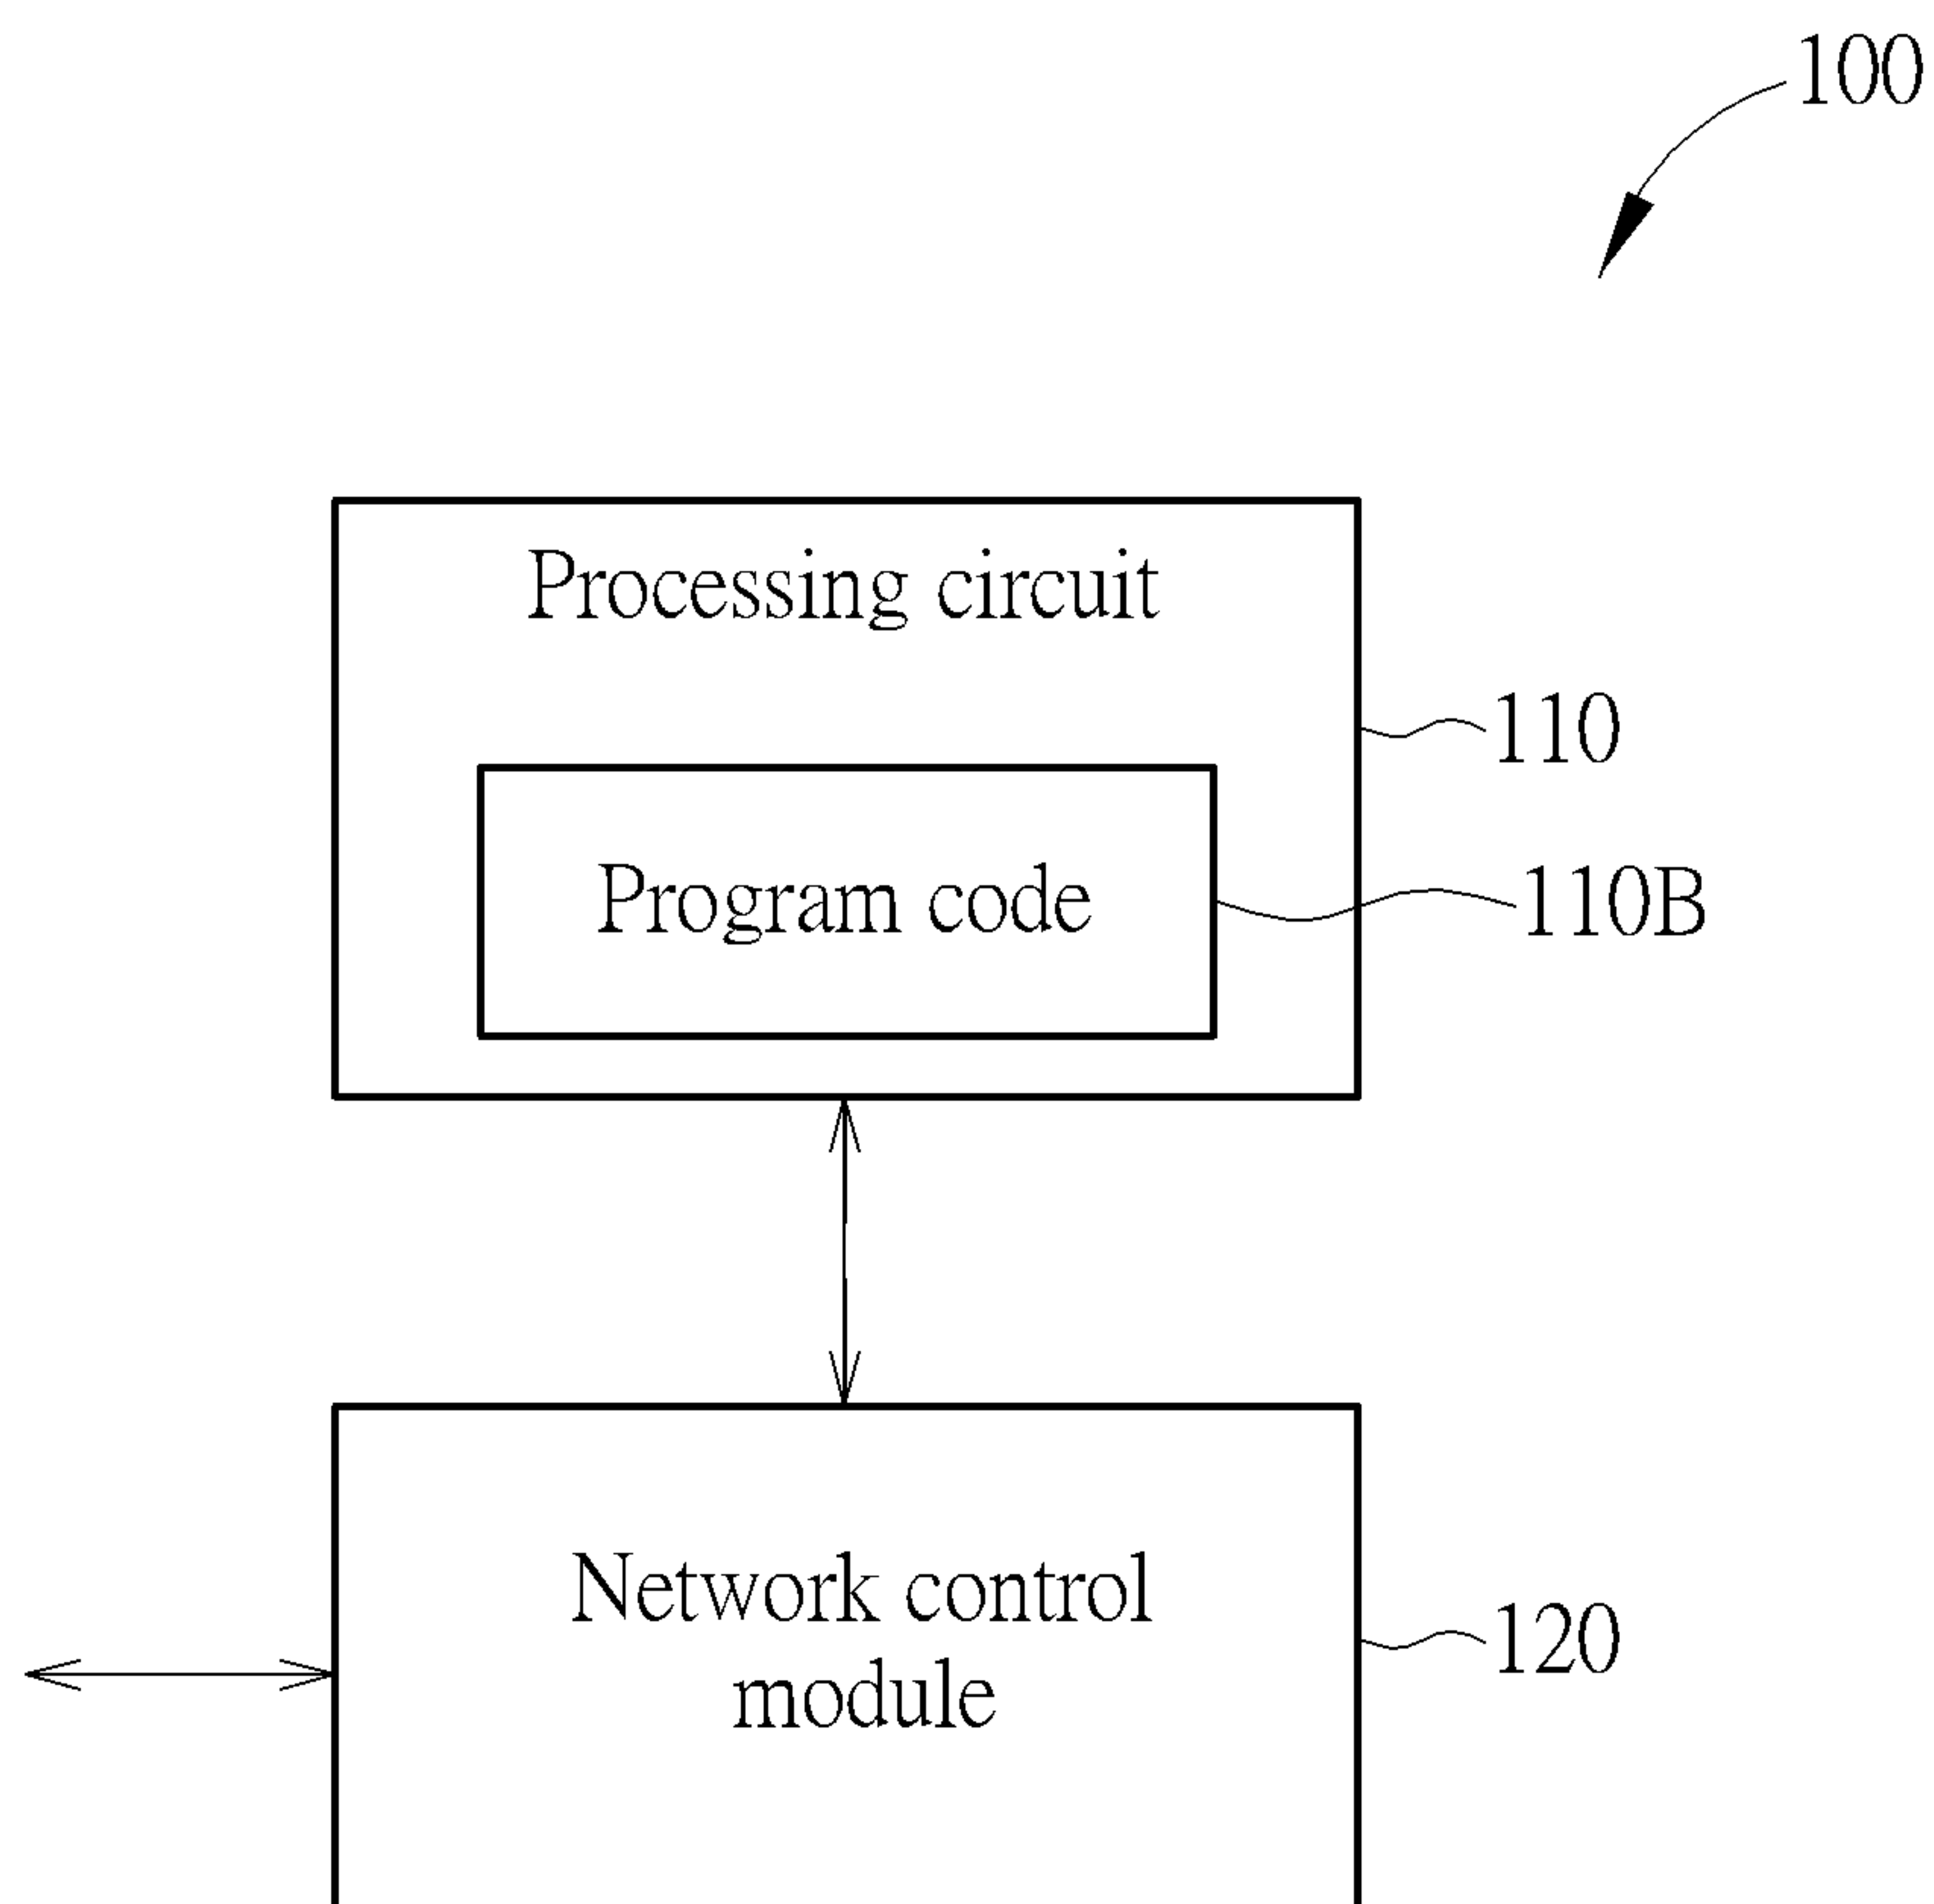 100
Processing circuit
110
Program code
110B
Network control
module
120